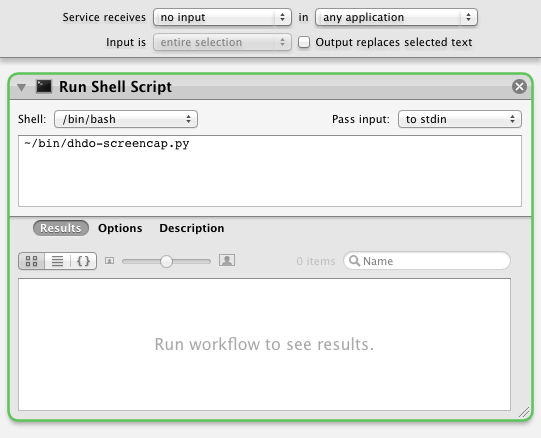 Service receives no input in any application
Input is entire selection Output replaces selected text
Run Shell Script
Shell: /bin/bash Pass input: to stdin
~/bin/dhdo-screencap.py
Results Options Description
0 items Name
Run workflow to see results.